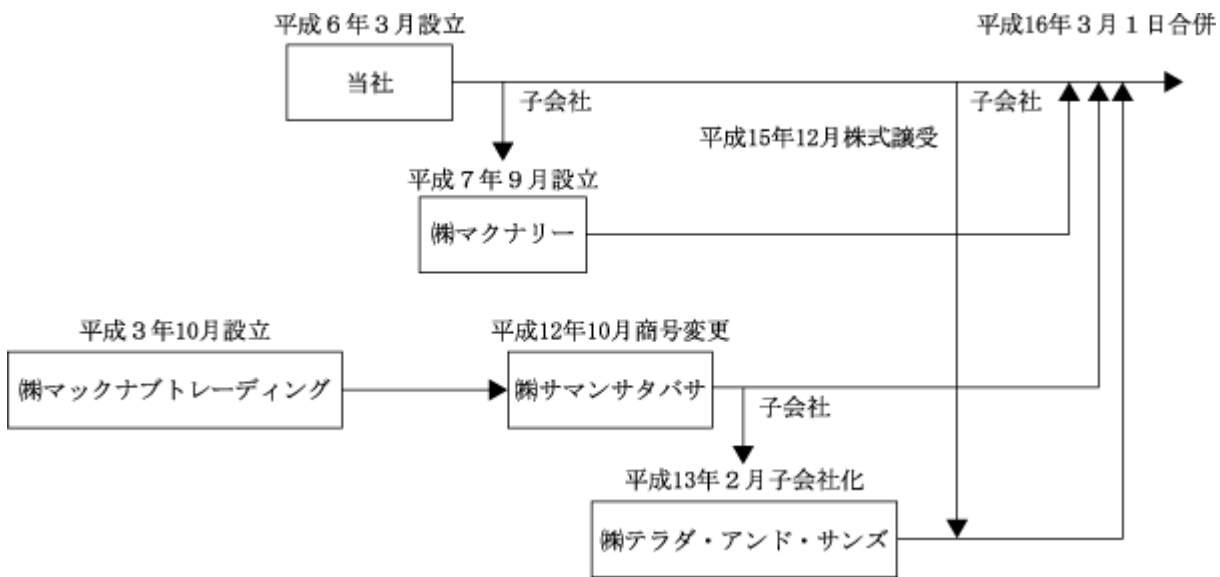 平成６年３月設立
平成16年３月１日合併
当社
子会社
子会社
平成15年12月株式譲受
平成７年９月設立
㈱マクナリー
平成３年10月設立
平成12年10月商号変更
㈱マックナブトレーディング
㈱サマンサタバサ
子会社
平成13年２月子会社化
㈱テラダ・アンド・サンズ